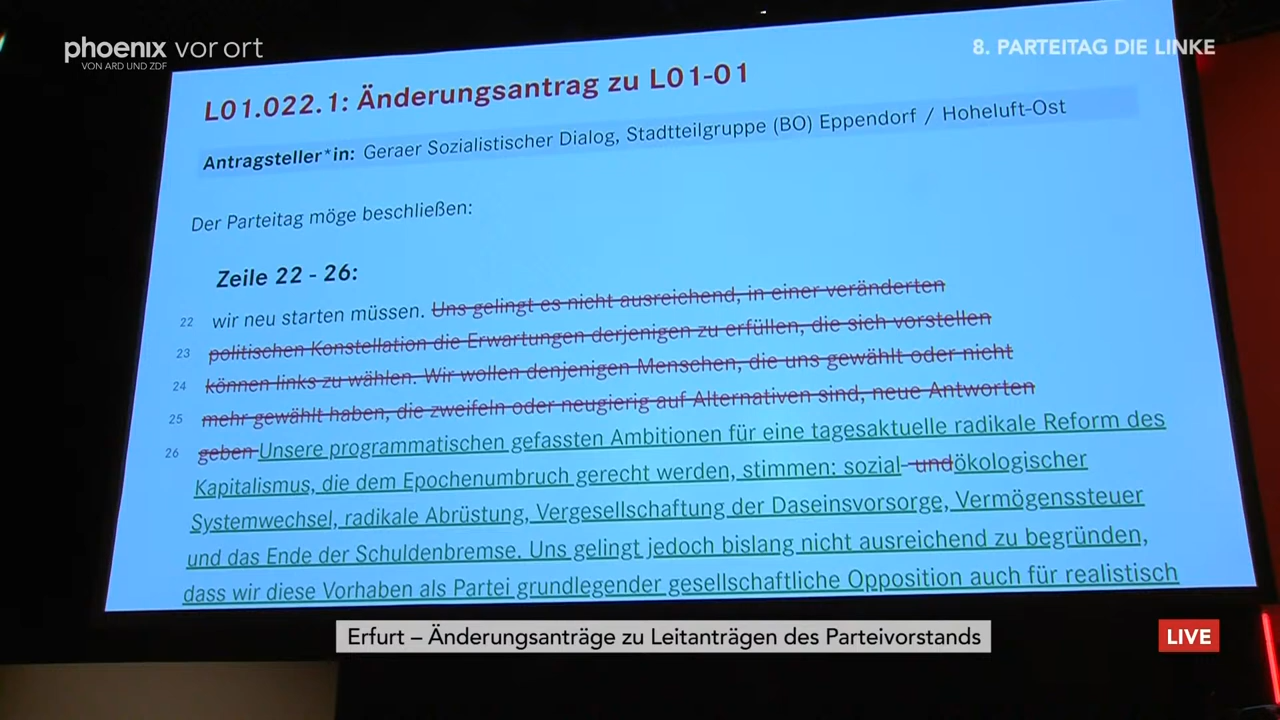 phoenix vor ort
VON ARD UND ZDF
8. PARTEITAG DIE LINKE
L01.022.1: Änderungsantrag zu L01-01
Antragsteller*in: Geraer Sozialistischer Dialog, Stadtteilgruppe (BO) Eppendorf / Hoheluft-Ost
Der Parteitag möge beschließen:
Zeile 22 - 26:
22 wir neu starten müssen. Uns gelingt es nicht ausreichend, in einer veränderten
23 politischen Konstellation die Erwartungen derjenigen zu erfüllen, die sich vorstellen
24 können links zu wählen. Wir wollen denjenigen Menschen, die uns gewählt oder nicht
25 mehr gewählt haben, die zweifeln oder neugierig auf Alternativen sind, neue Antworten
26 geben Unsere programmatischen gefassten Ambitionen für eine tagesaktuelle radikale Reform des
Kapitalismus, die dem Epochenumbruch gerecht werden, stimmen: sozial- undökologischer
Systemwechsel, radikale Abrüstung, Vergesellschaftung der Daseinsvorsorge, Vermögenssteuer
und das Ende der Schuldenbremse. Uns gelingt jedoch bislang nicht ausreichend zu begründen,
dass wir diese Vorhaben als Partei grundlegender gesellschaftliche Opposition auch für realistisch
Erfurt – Änderungsanträge zu Leitanträgen des Parteivorstands
LIVE